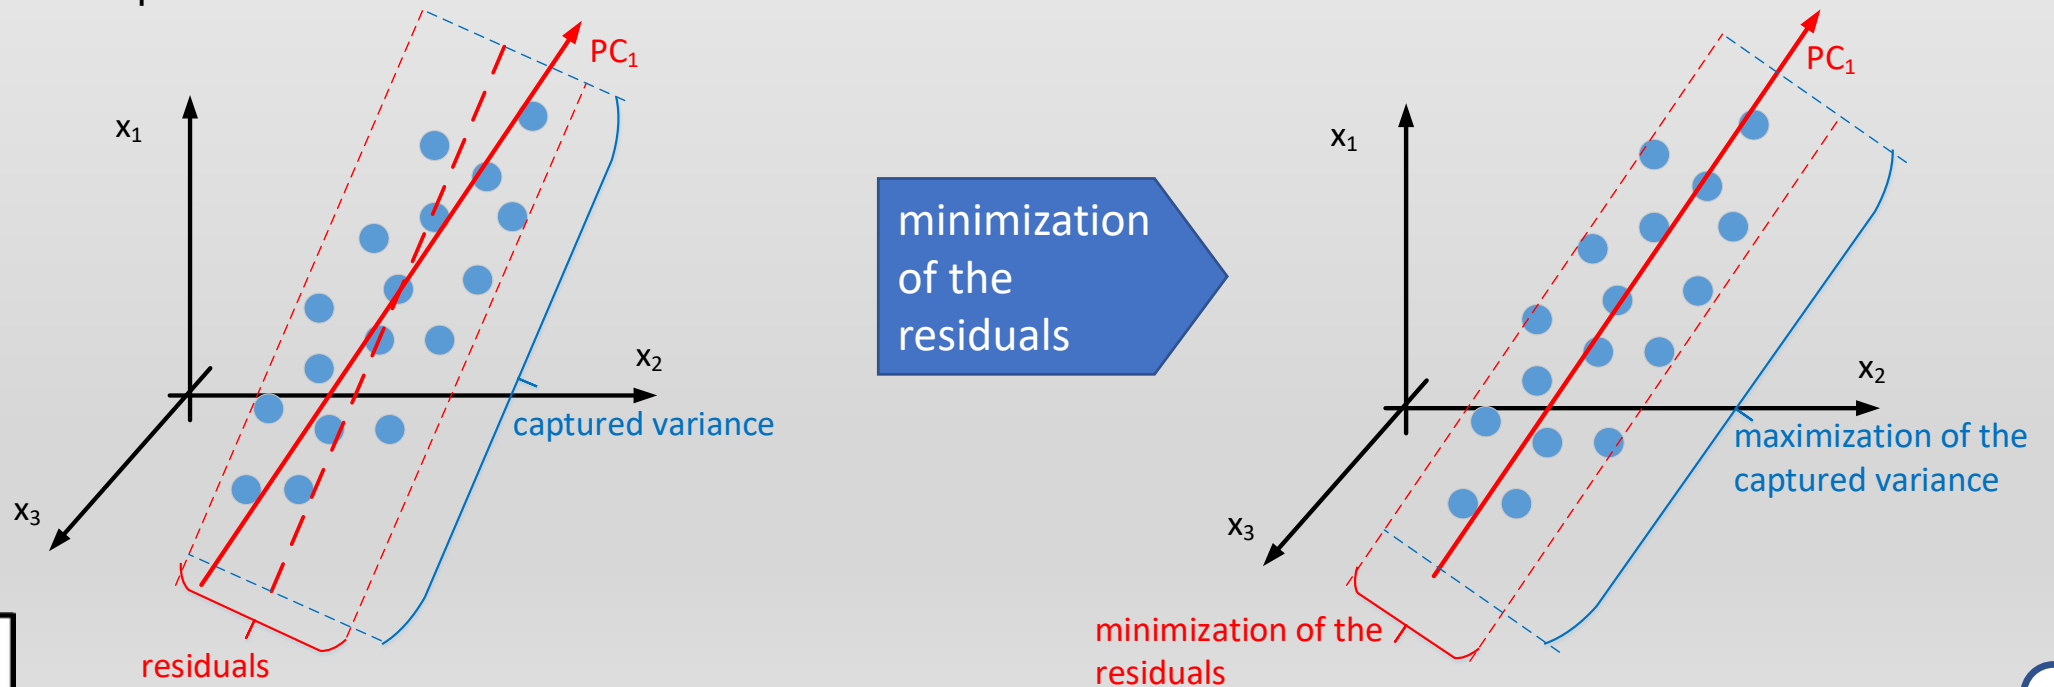 PC₁
x₁
x₂
captured variance
x₃
residuals
minimization
of the
residuals
PC₁
x₁
x₂
maximization of the
captured variance
x₃
minimization of the
residuals